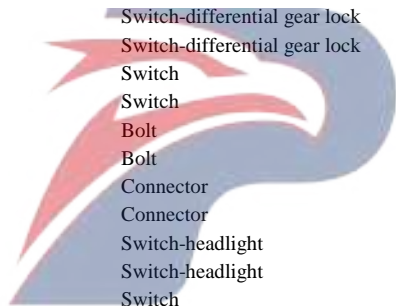 Switch-differential gear lock
Switch-differential gear lock
Switch
Switch
Bolt
Bolt
Connector
Connector
Switch-headlight
Switch-headlight
Switch